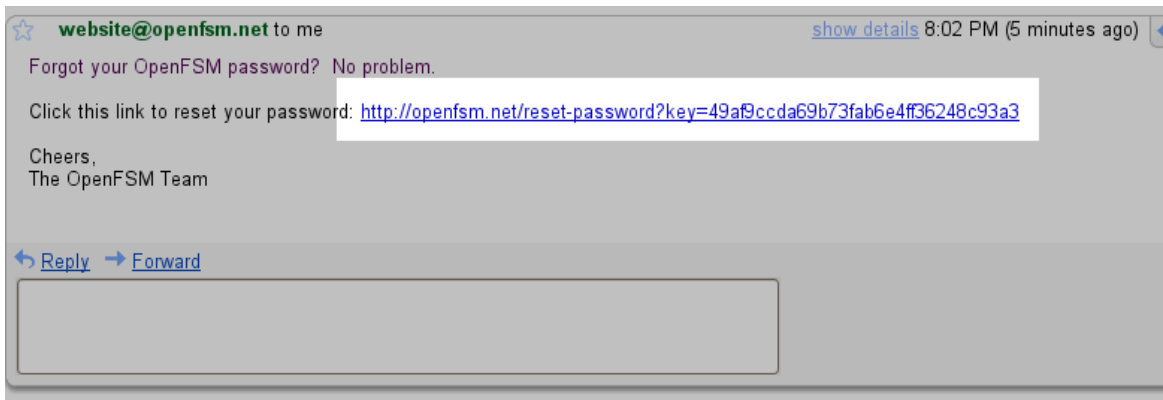 website@openfsm.net to me show details 8:02 PM (5 minutes ago)
Forgot your OpenFSM password? No problem.
Click this link to reset your password: http://openfsm.net/reset-password?key=49af9ccda69b73fab6e4ff36248c93a3
Cheers,
The OpenFSM Team
Reply Forward